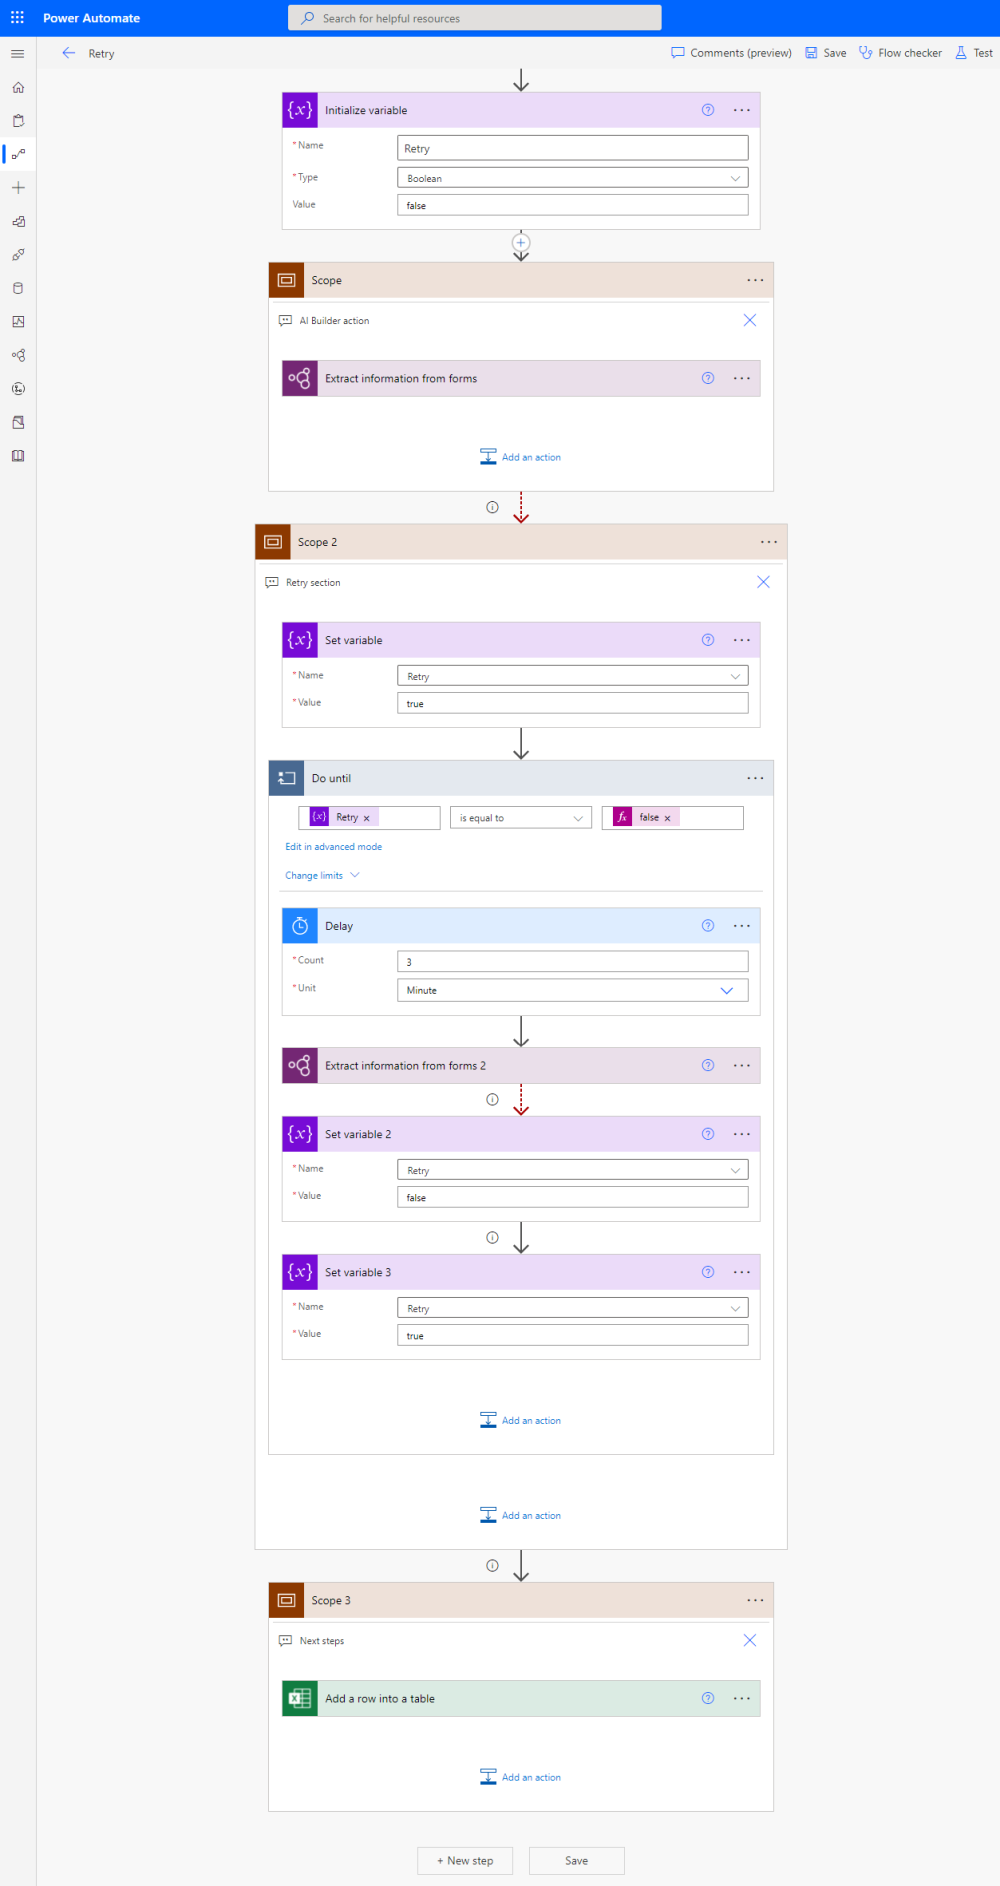 Power Automate
Search for helpful resources
Retry
Comments (preview)
Save
Flow checker
Test
{x} Initialize variable
* Name
Retry
* Type
Boolean
Value
false
Scope
AI Builder action
Extract information from forms
Add an action
Scope 2
Retry section
{x} Set variable
* Name
Retry
* Value
true
Do until
{x} Retry x
is equal to
fx false x
Edit in advanced mode
Change limits
Delay
* Count
3
* Unit
Minute
Extract information from forms 2
{x} Set variable 2
* Name
Retry
* Value
false
{x} Set variable 3
* Name
Retry
* Value
true
Add an action
Add an action
Scope 3
Next steps
Add a row into a table
Add an action
+ New step
Save